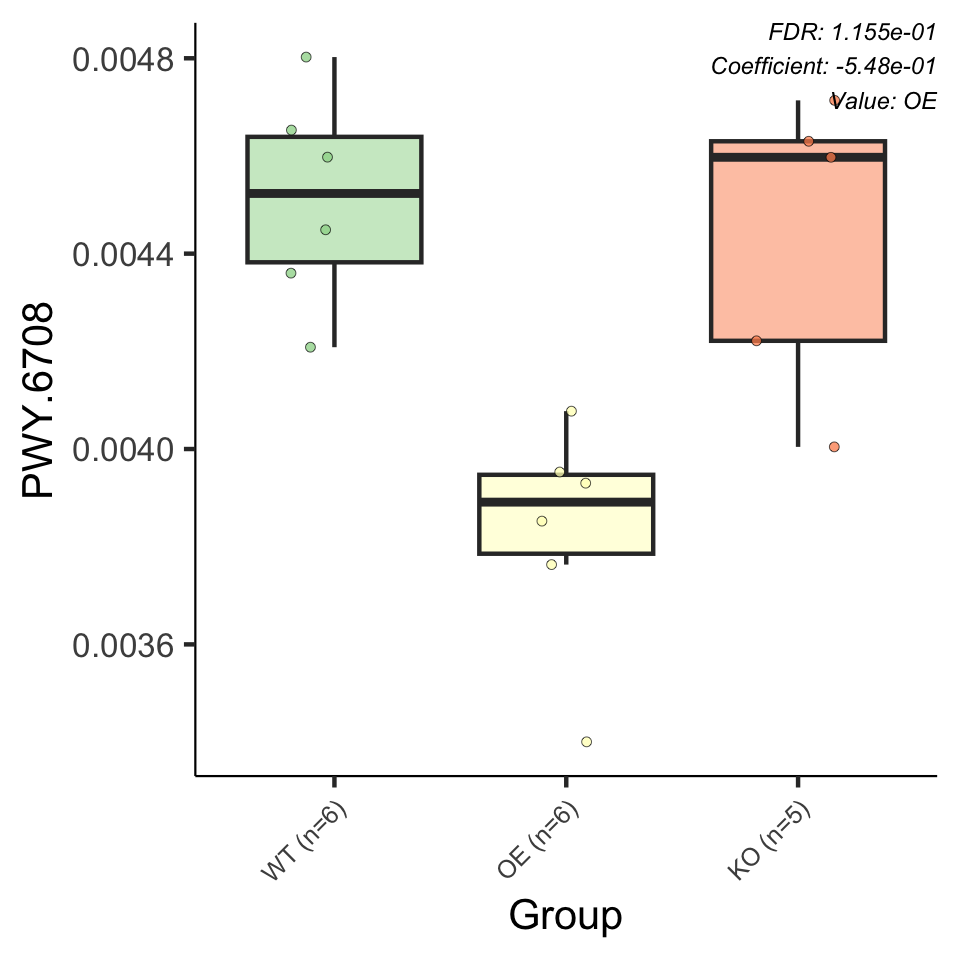 FDR: 1.155e-01
Coefficient: -5.48e-01
Value: OE
0.0048
0.0044
0.0040
0.0036
PWY.6708
WT (n=6)
OE (n=6)
KO (n=5)
Group